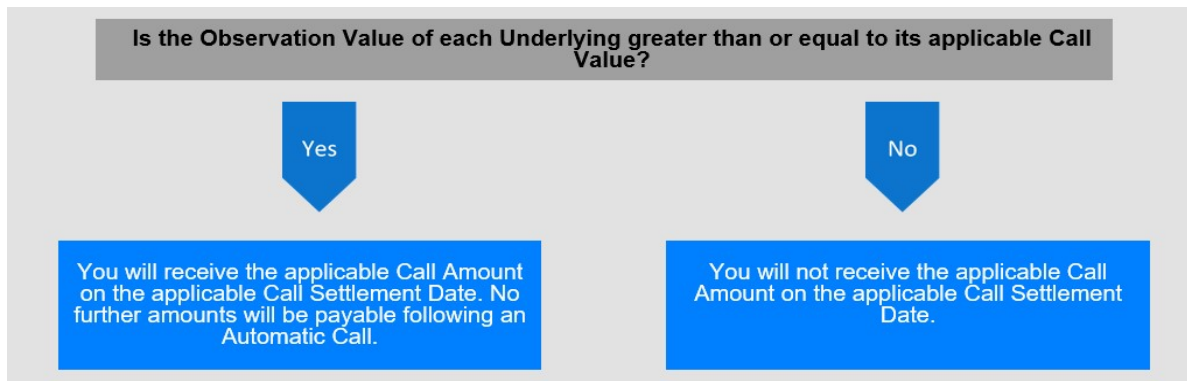 Is the Observation Value of each Underlying greater than or equal to its applicable Call
Value?
Yes
No
You will receive the applicable Call Amount
on the applicable Call Settlement Date. No
further amounts will be payable following an
Automatic Call.
You will not receive the applicable Call
Amount on the applicable Call Settlement
Date.